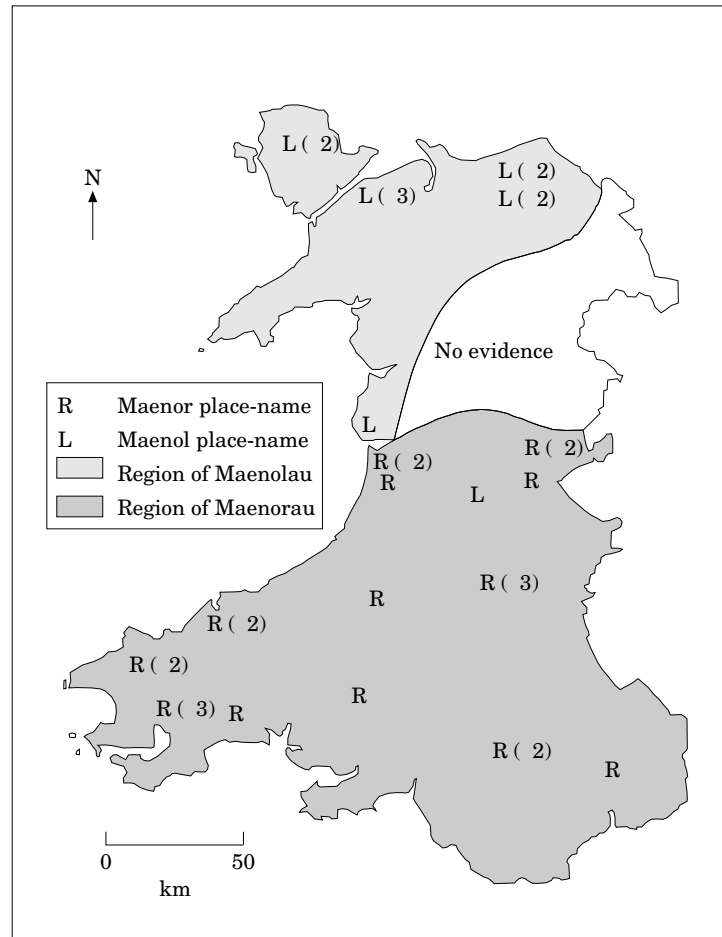 L ( 2)
L ( 2)
N
L ( 3)
L ( 2)
No evidence
R Maenor place-name
L Maenol place-name
Region of Maenolau
Region of Maenorau
L
R ( 2)
R ( 2)
R
R
L
R ( 3)
R
R ( 2)
R ( 2)
R
R ( 3)
R
R ( 2)
R
0 50
km